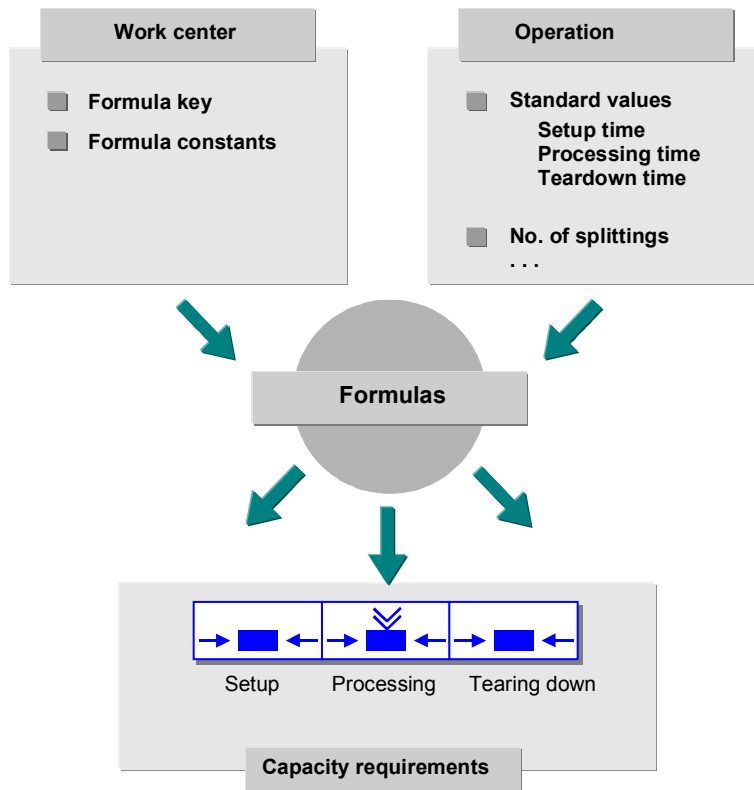 Work center
Formula key
Formula constants
Operation
Standard values
Setup time
Processing time
Teardown time
No. of splittings
. . .
Formulas
Setup
Processing
Tearing down
Capacity requirements